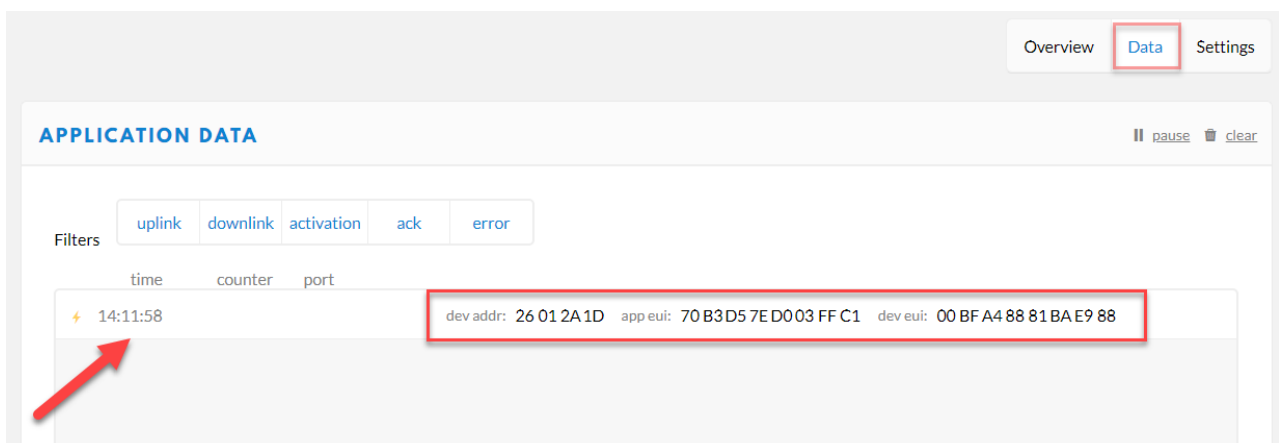 Overview Data Settings
APPLICATION DATA
pause clear
Filters uplink downlink activation ack error
time counter port
14:11:58 dev addr: 26 01 2A 1D app eui: 70 B3 D5 7E D0 03 FF C1 dev eui: 00 BF A4 88 81 BA E9 88